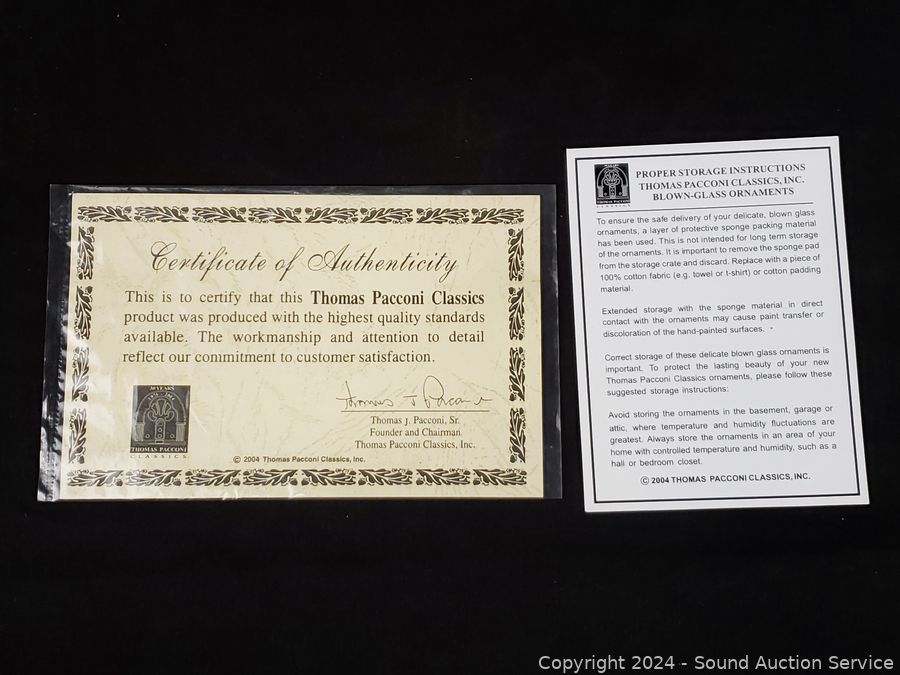 Certificate of Authenticity
This is to certify that this Thomas Pacconi Classics
product was produced with the highest quality standards
available. The workmanship and attention to detail
reflect our commitment to customer satisfaction.
30 YEARS
THOMAS PACCONI
CLASSICS
Thomas J. Pacconi, Sr.
Founder and Chairman
Thomas Pacconi Classics, Inc.
© 2004 Thomas Pacconi Classics, Inc.
THOMAS PACCONI
CLASSICS
PROPER STORAGE INSTRUCTIONS
THOMAS PACCONI CLASSICS, INC.
BLOWN-GLASS ORNAMENTS
To ensure the safe delivery of your delicate, blown glass
ornaments, a layer of protective sponge packing material
has been used. This is not intended for long term storage
of the ornaments. It is important to remove the sponge pad
from the storage crate and discard. Replace with a piece of
100% cotton fabric (e.g. towel or t-shirt) or cotton padding
material.
Extended storage with the sponge material in direct
contact with the ornaments may cause paint transfer or
discoloration of the hand-painted surfaces.
Correct storage of these delicate blown glass ornaments is
important. To protect the lasting beauty of your new
Thomas Pacconi Classics ornaments, please follow these
suggested storage instructions:
Avoid storing the ornaments in the basement, garage or
attic, where temperature and humidity fluctuations are
greatest. Always store the ornaments in an area of your
home with controlled temperature and humidity, such as a
hall or bedroom closet.
© 2004 THOMAS PACCONI CLASSICS, INC.
Copyright 2024 - Sound Auction Service